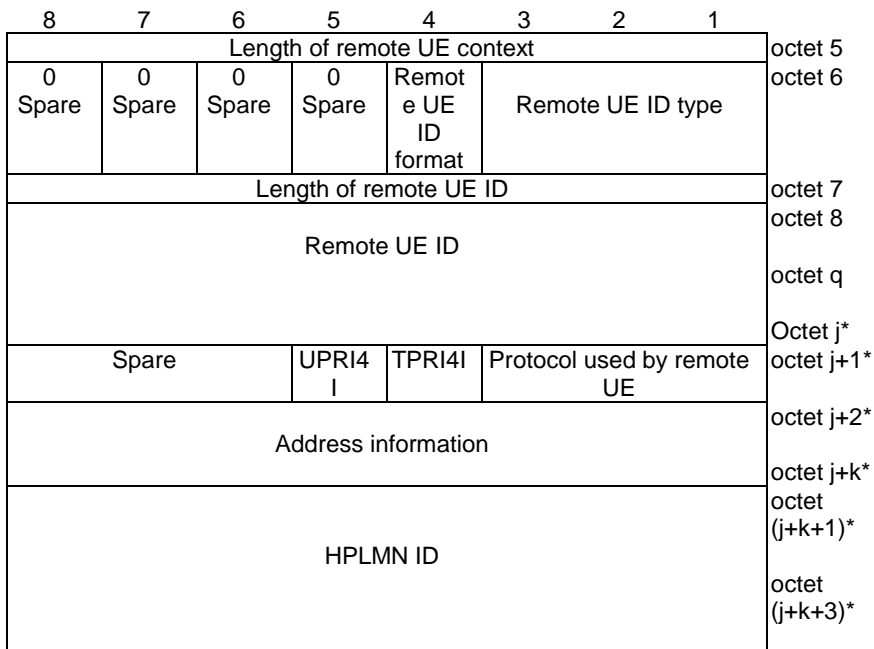 8 7 6 5 4 3 2 1
Length of remote UE context octet 5
0 0 0 0 Remot octet 6
Spare Spare Spare Spare e UE Remote UE ID type
ID
format
Length of remote UE ID octet 7
octet 8
Remote UE ID
octet q
Octet j*
Spare UPRI4 TPRI4I Protocol used by remote octet j+1*
I UE
octet j+2*
Address information
octet j+k*
octet
(j+k+1)*
HPLMN ID
octet
(j+k+3)*